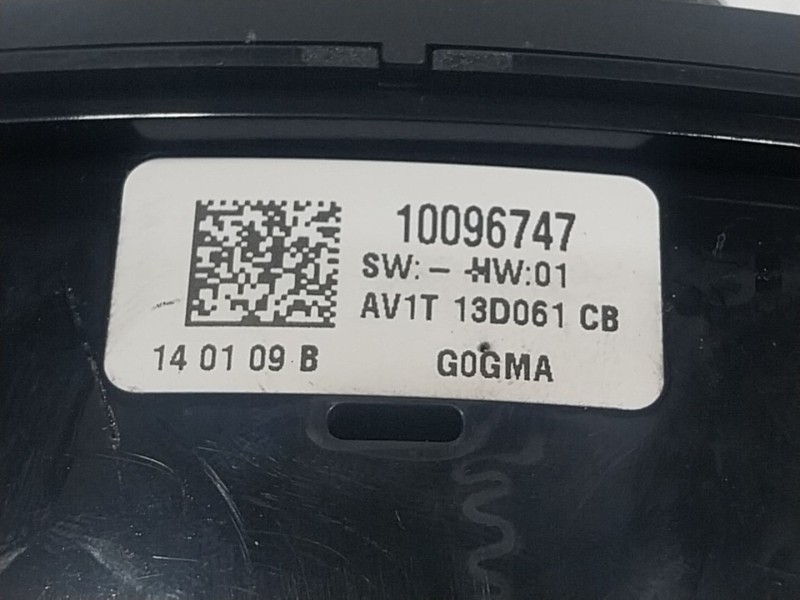 10096747
SW: - HW:01
AV1T 13D061 CB
14 01 09 B G0GMA